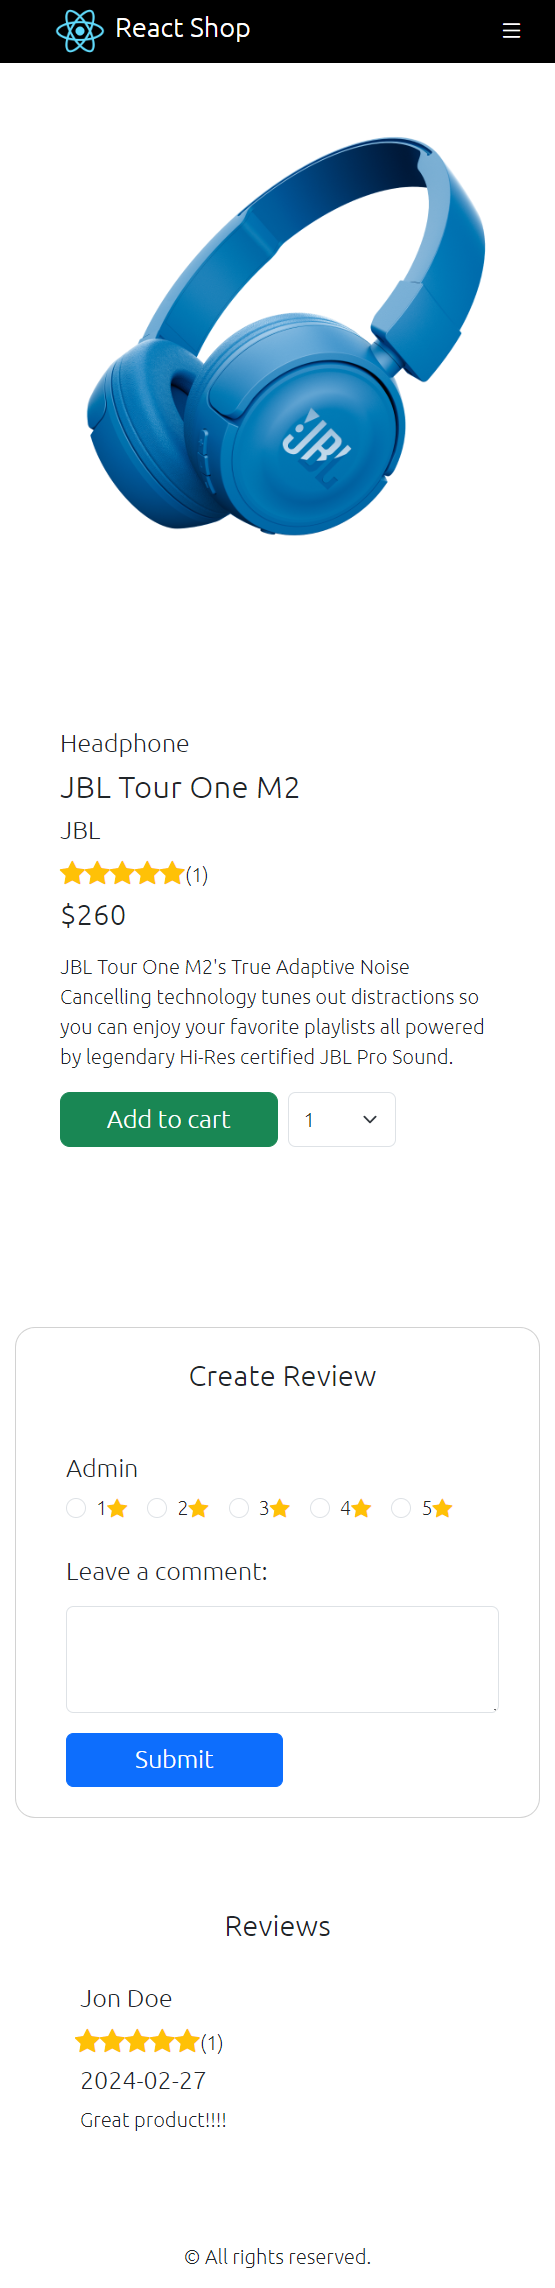 React Shop
JBL
Headphone
JBL Tour One M2
JBL
(1)
$260
JBL Tour One M2's True Adaptive Noise
Cancelling technology tunes out distractions so
you can enjoy your favorite playlists all powered
by legendary Hi-Res certified JBL Pro Sound.
Add to cart 1
Create Review
Admin
1 2 3 4 5
Leave a comment:
Submit
Reviews
Jon Doe
(1)
2024-02-27
Great product!!!!
© All rights reserved.